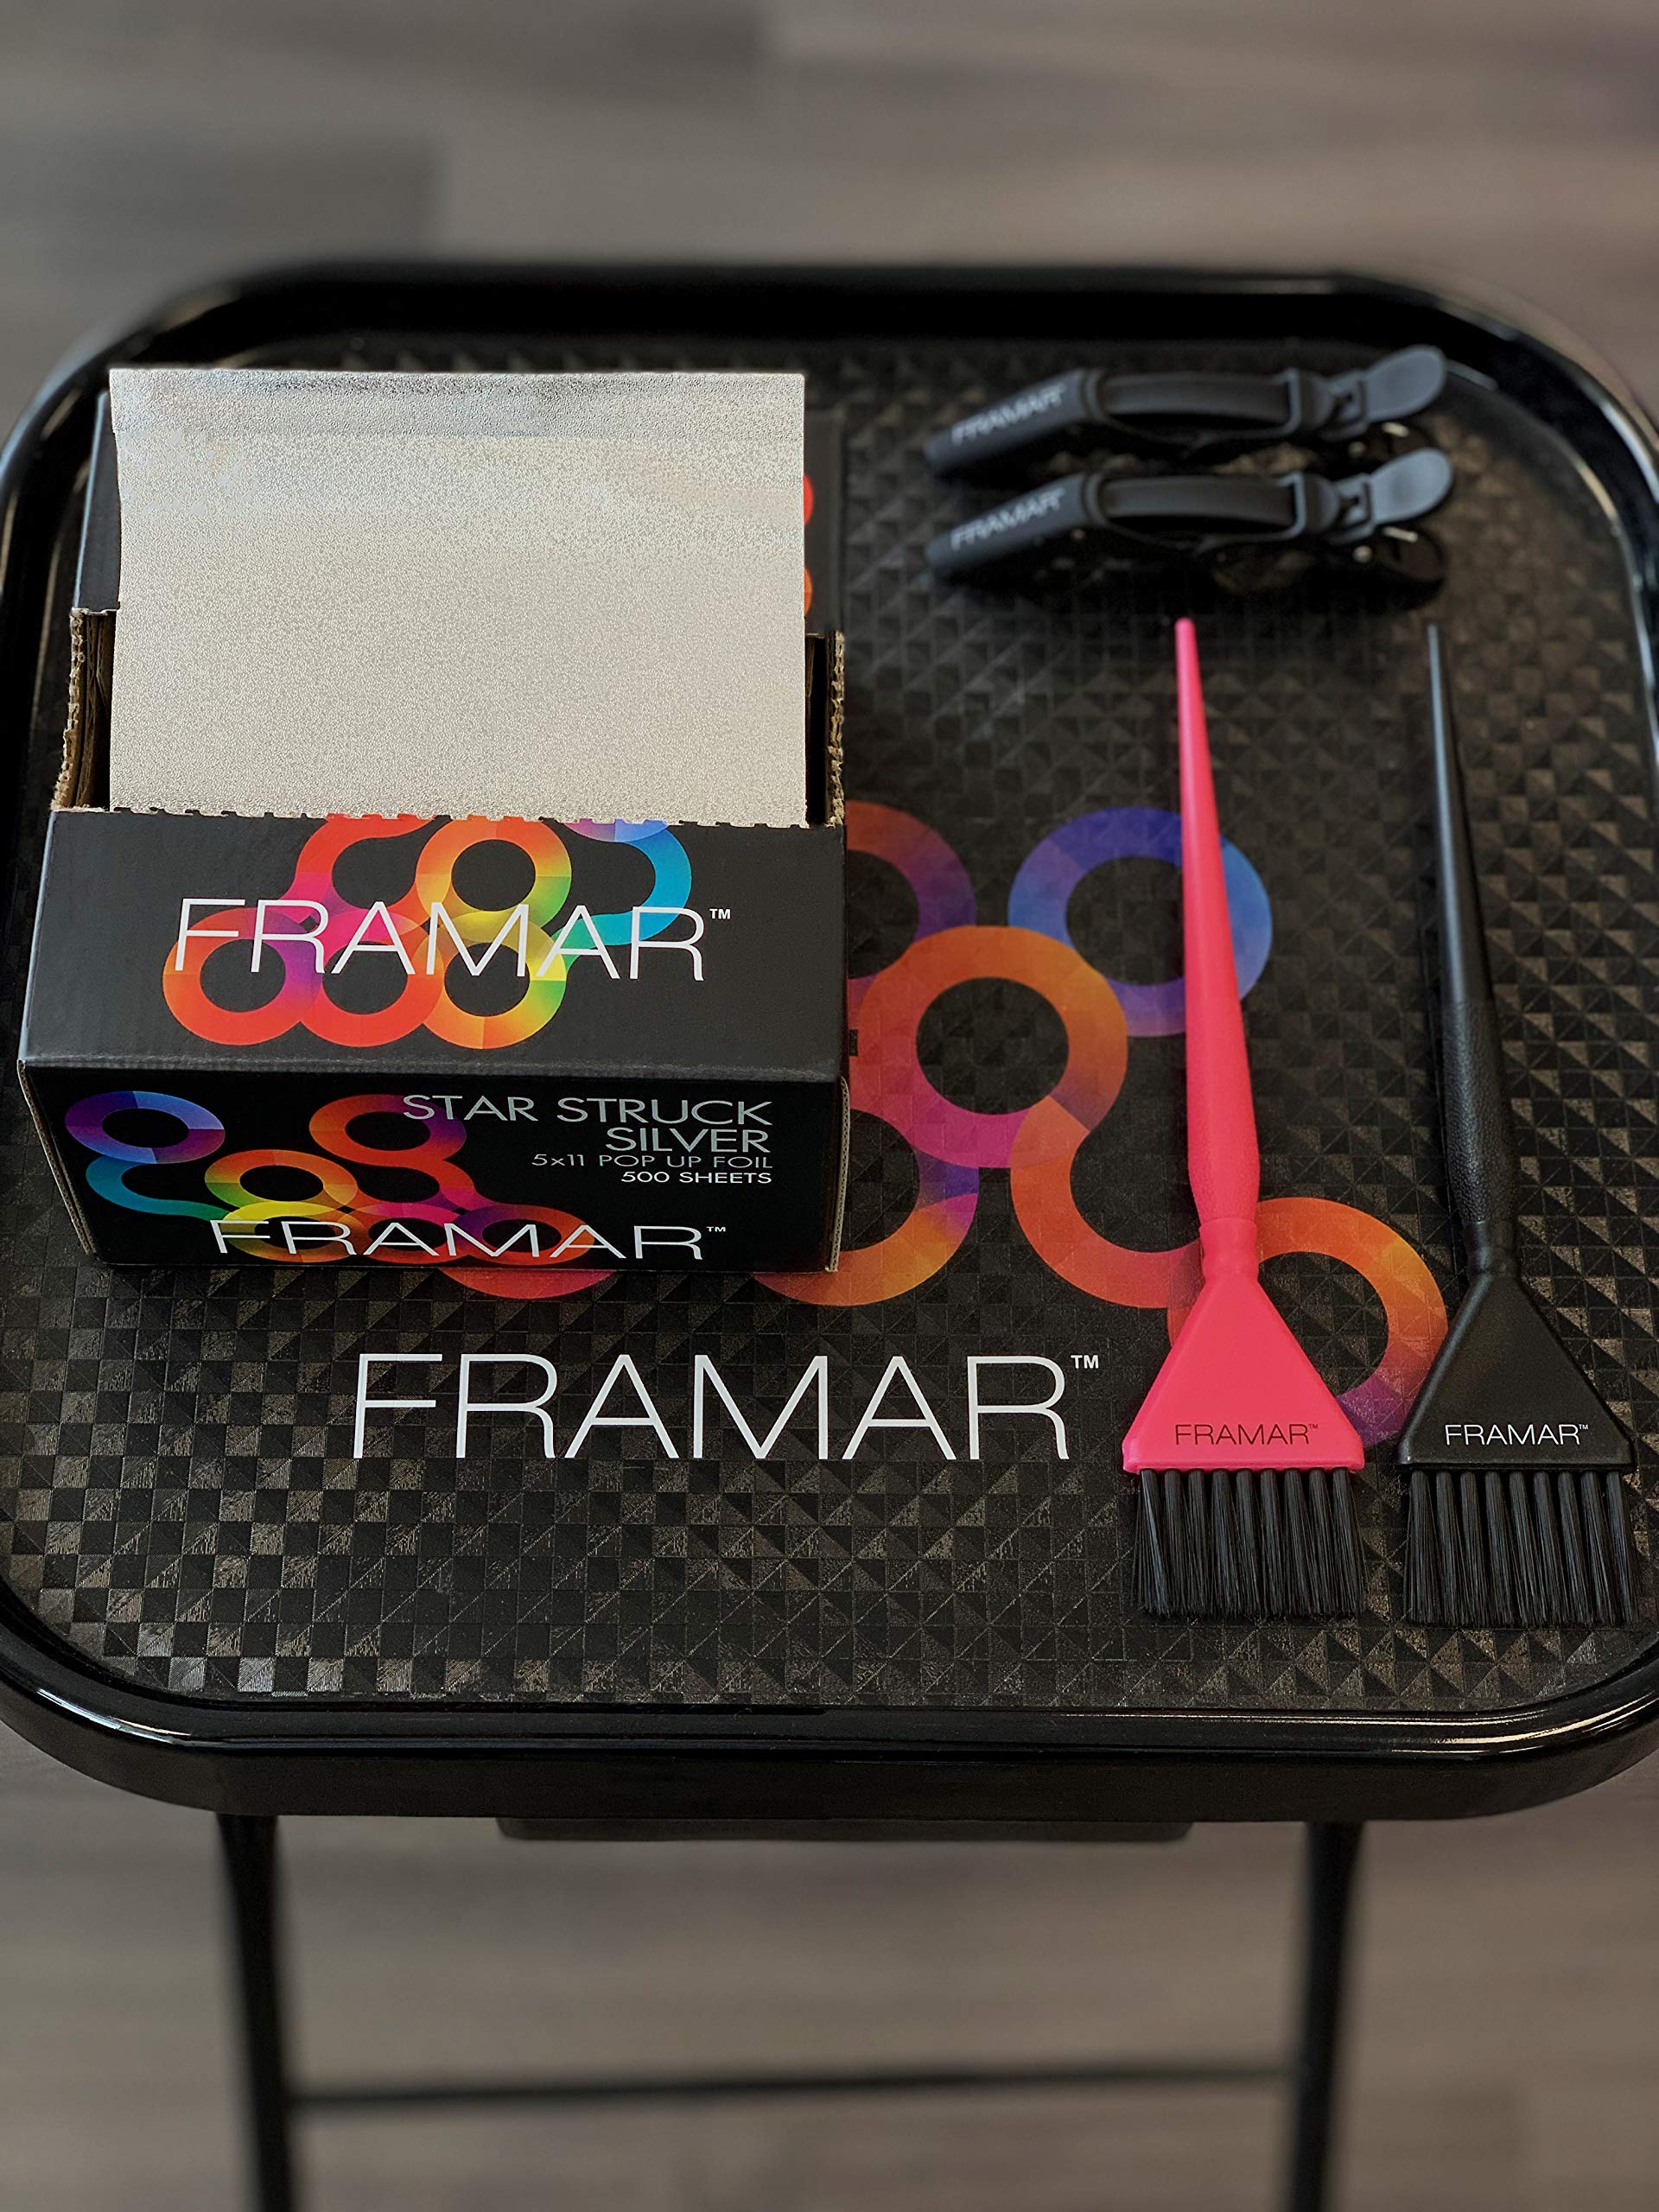 FRAMAR
FRAMAR
FRAMAR™
STAR STRUCK
SILVER
5x11 POP UP FOIL
500 SHEETS
FRAMAR™
FRAMAR™
FRAMAR™
FRAMAR™